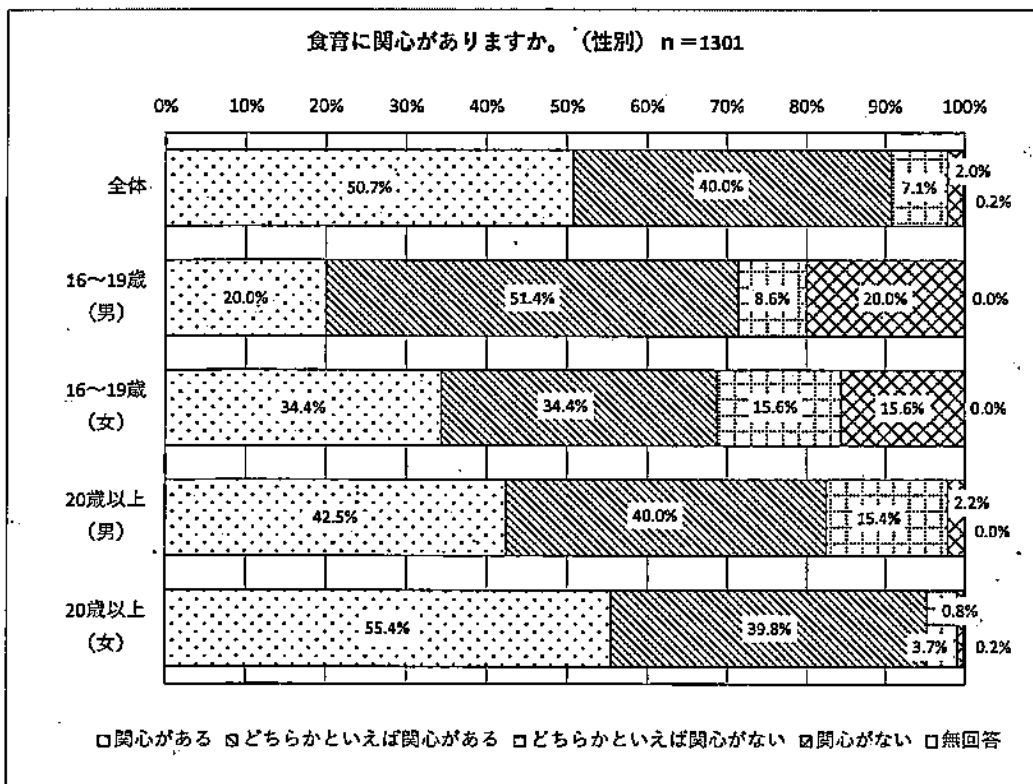 食育に関心がありますか。（性別）n＝1301
0% 10% 20% 30% 40% 50% 60% 70% 80% 90% 100%
全体 50.7% 40.0% 7.1% 2.0% 0.2%
16～19歳
（男） 20.0% 51.4% 8.6% 20.0% 0.0%
16～19歳
（女） 34.4% 34.4% 15.6% 15.6% 0.0%
20歳以上
（男） 42.5% 40.0% 15.4% 2.2% 0.0%
20歳以上
（女） 55.4% 39.8% 3.7% 0.8% 0.2%
関心がある どちらかといえば関心がある どちらかといえば関心がない 関心がない 無回答